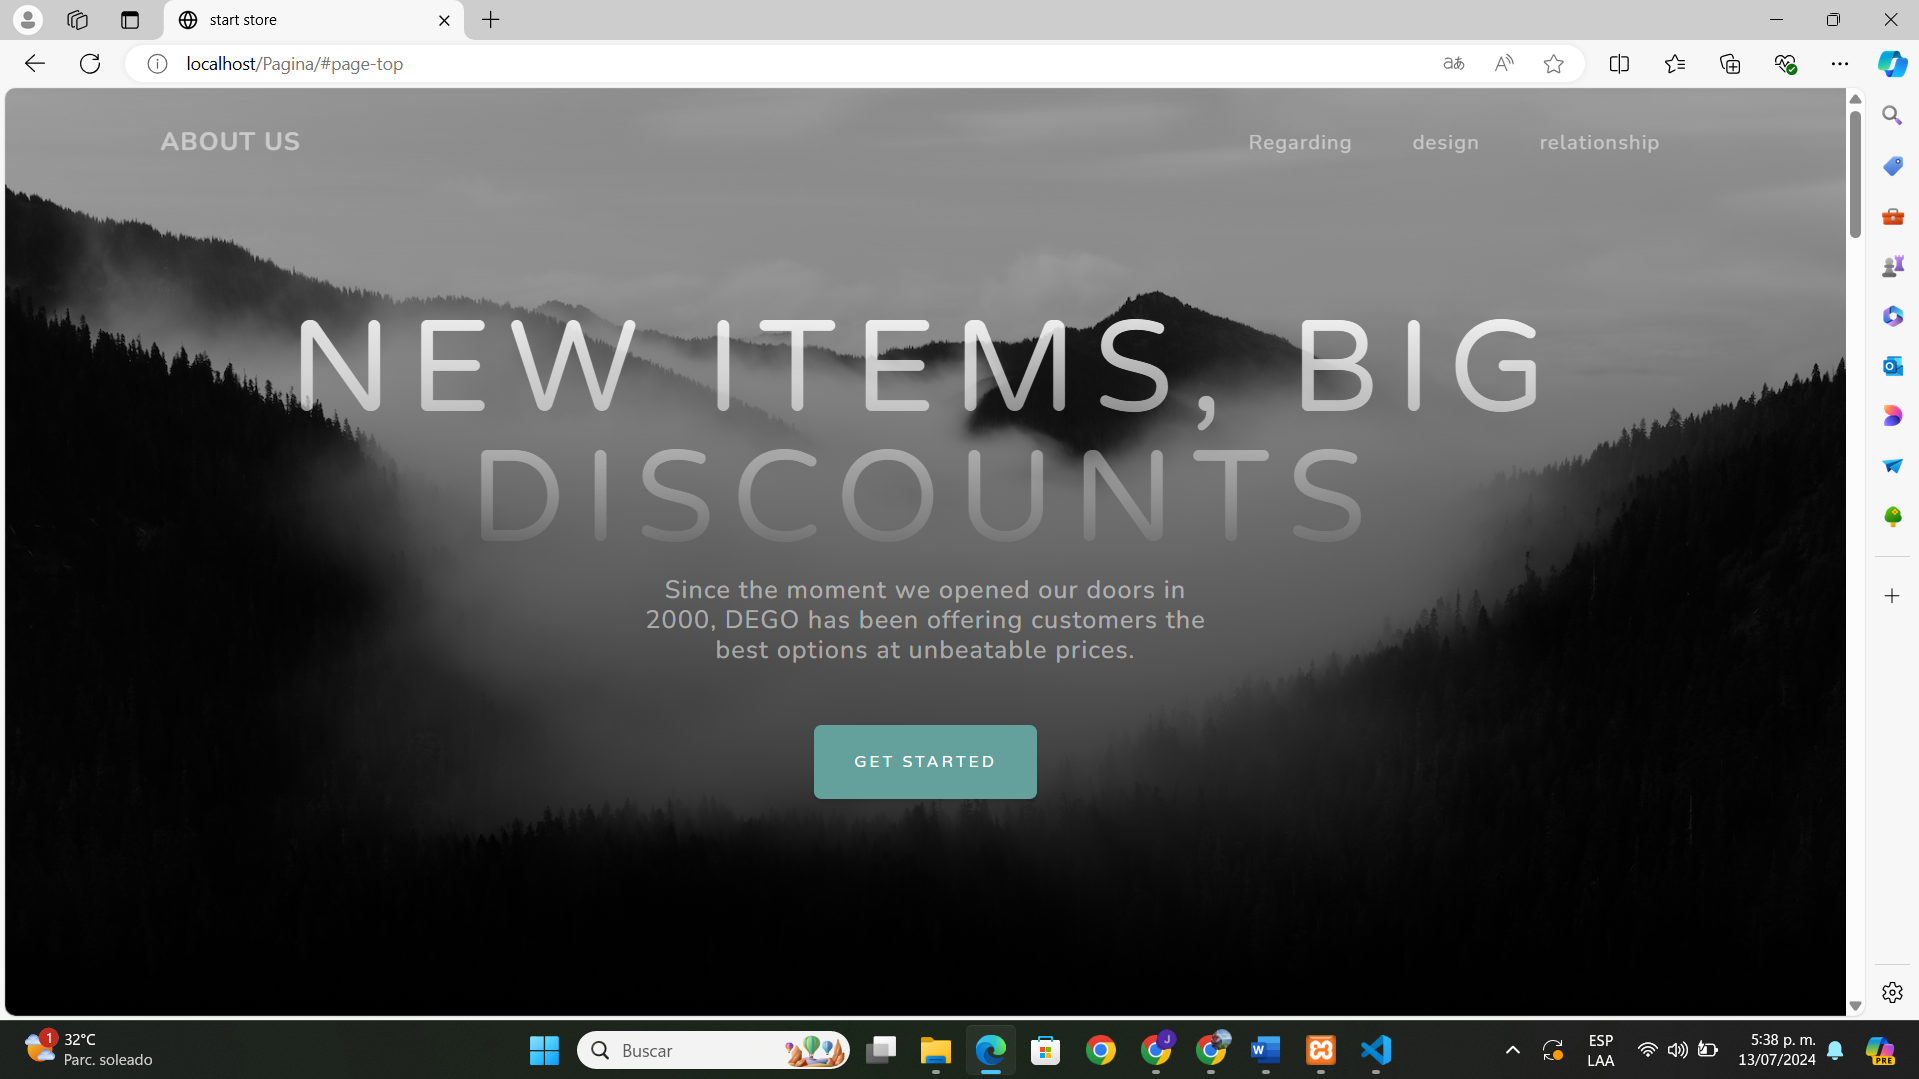 start store
localhost/Pagina/#page-top
ABOUT US
Regarding
design
relationship
NEW ITEMS, BIG
DISCOUNTS
Since the moment we opened our doors in
2000, DEGO has been offering customers the
best options at unbeatable prices.
GET STARTED
1
32°C
Parc. soleado
Buscar
J
ESP
LAA
5:38 p. m.
13/07/2024
PRE